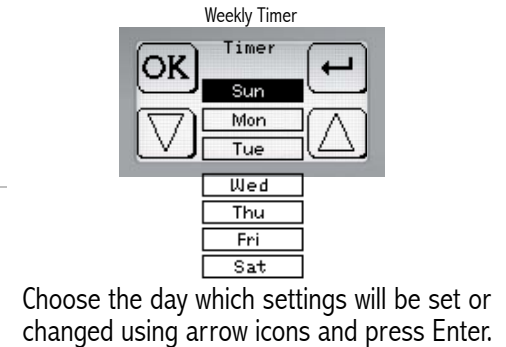 Weekly Timer
Timer
OK
Sun
Mon
Tue
Wed
Thu
Fri
Sat
Choose the day which settings will be set or
changed using arrow icons and press Enter.